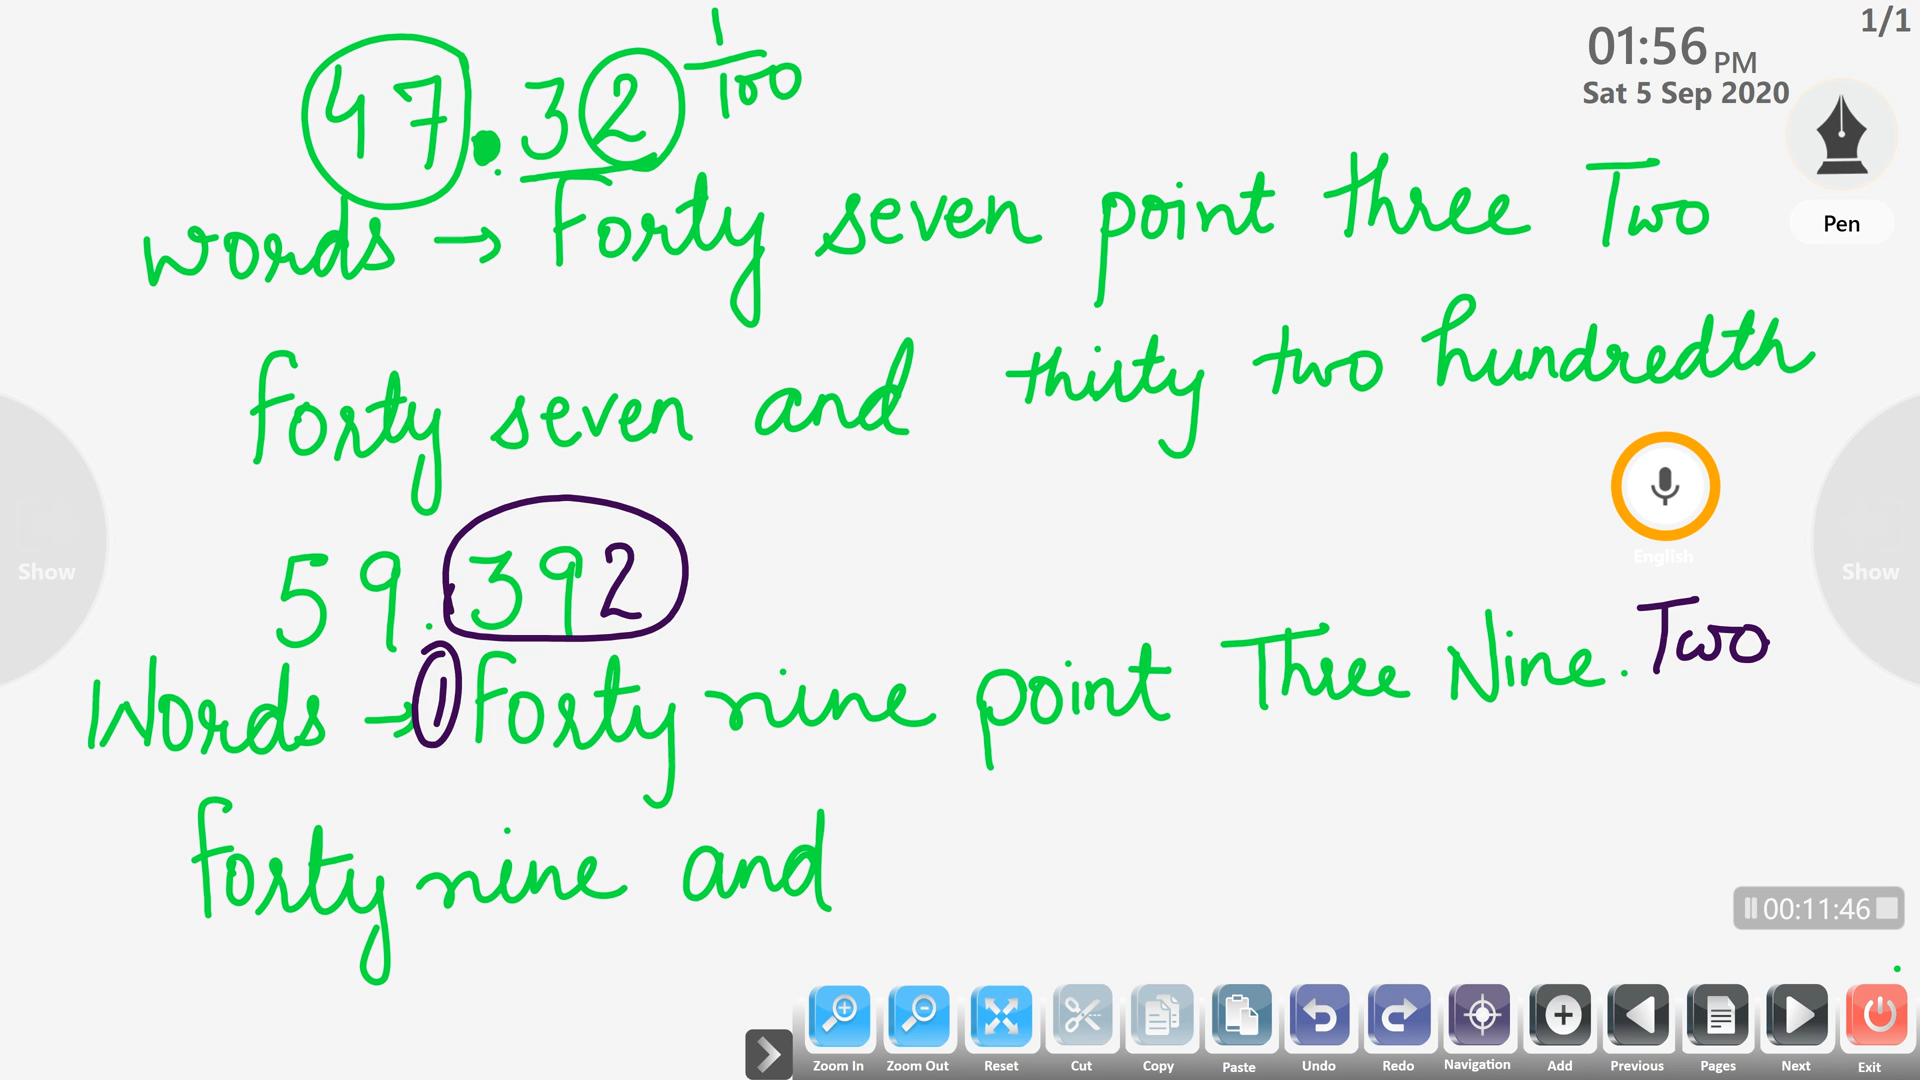 1/1
01:56 PM
Sat 5 Sep 2020
Pen
47.32 1/100
words → Forty seven point three Two
forty seven and thirty two hundredth
English
Show
Show
59.392
Words → ① Forty nine point Three Nine. Two
forty nine and
00:11:46
Zoom In Zoom Out Reset Cut Copy Paste Undo Redo Navigation Add Previous Pages Next Exit